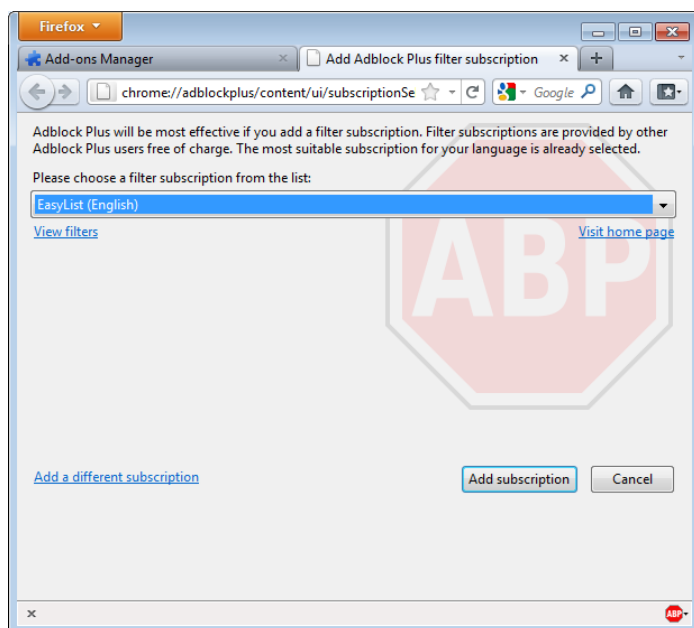 Firefox
Add-ons Manager
Add Adblock Plus filter subscription
chrome://adblockplus/content/ui/subscriptionSe
Google
Adblock Plus will be most effective if you add a filter subscription. Filter subscriptions are provided by other
Adblock Plus users free of charge. The most suitable subscription for your language is already selected.
Please choose a filter subscription from the list:
EasyList (English)
View filters
Visit home page
ABP
Add a different subscription
Add subscription
Cancel
ABP